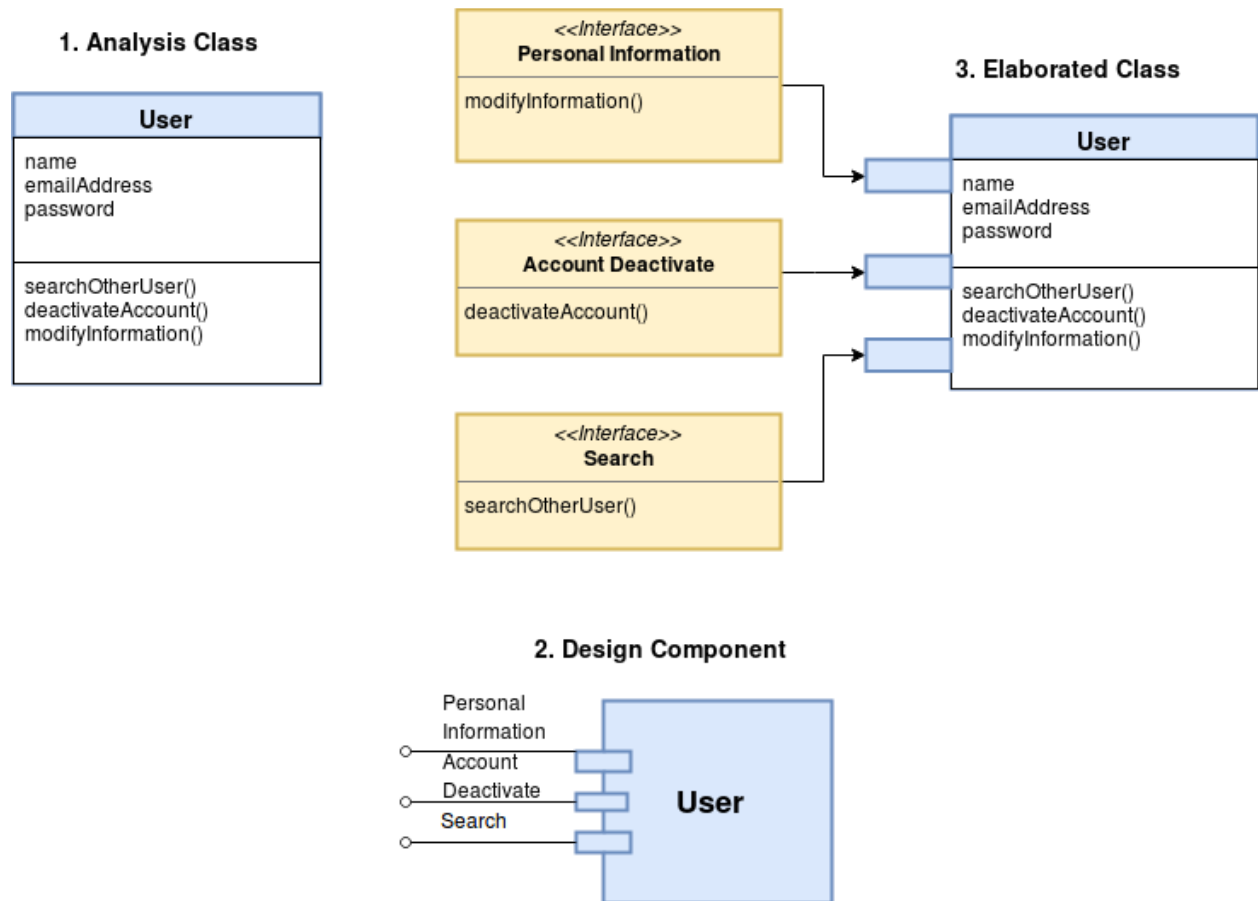 1. Analysis Class
User
name
emailAddress
password
searchOtherUser()
deactivateAccount()
modifyInformation()
<<Interface>>
Personal Information
modifyInformation()
<<Interface>>
Account Deactivate
deactivateAccount()
<<Interface>>
Search
searchOtherUser()
3. Elaborated Class
User
name
emailAddress
password
searchOtherUser()
deactivateAccount()
modifyInformation()
2. Design Component
Personal
Information
Account
Deactivate
Search
User